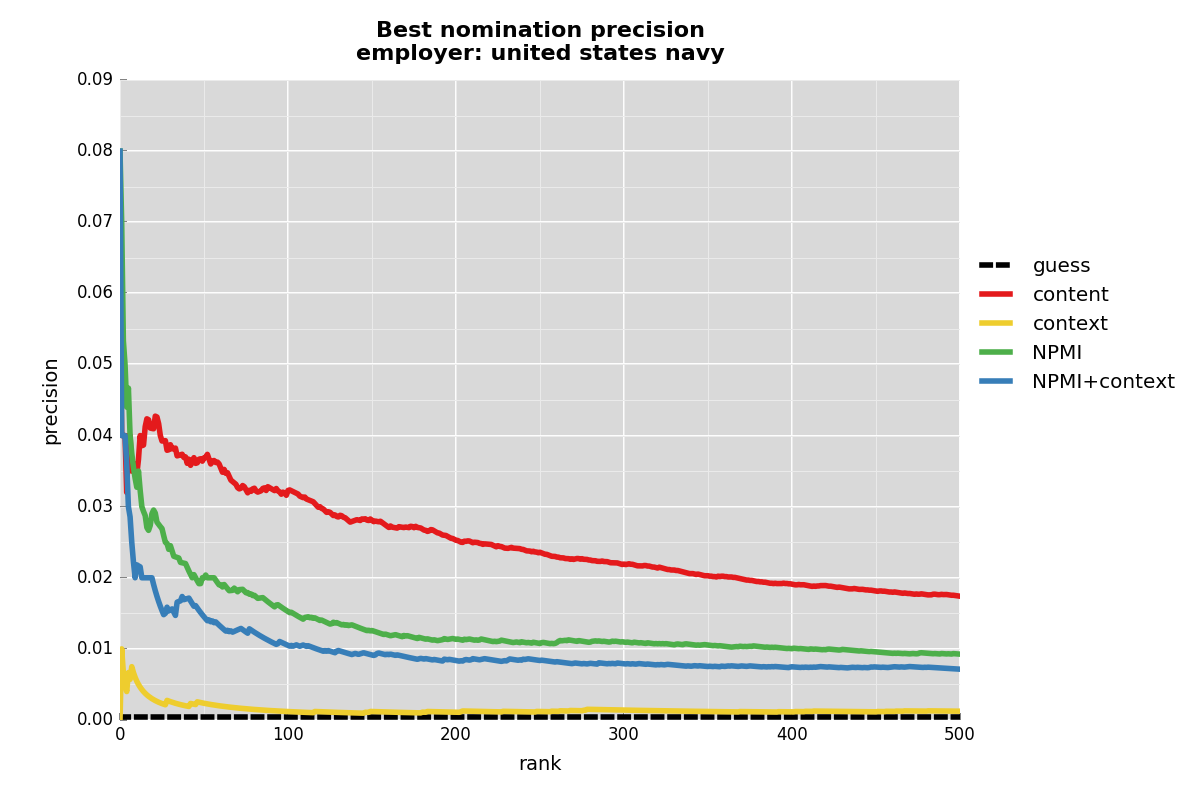 Best nomination precision
employer: united states navy
0.09
0.08
0.07
0.06
0.05
0.04
0.03
0.02
0.01
0.00
precision
0
100
200
300
400
500
rank
guess
content
context
NPMI
NPMI+context